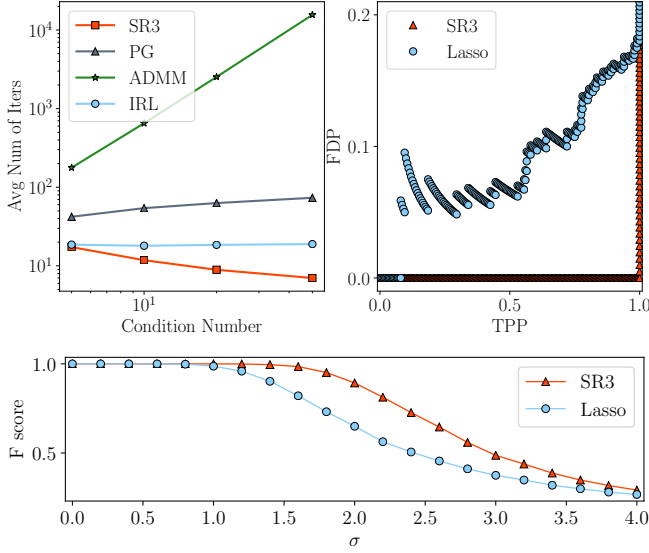 SR3
PG
ADMM
IRL
10^4
10^3
10^2
10^1
Avg Num of Iters
10^1
Condition Number
SR3
Lasso
0.2
0.1
0.0
FDP
0.0
0.5
1.0
TPP
SR3
Lasso
1.0
0.5
F score
0.0
0.5
1.0
1.5
2.0
2.5
3.0
3.5
4.0
σ